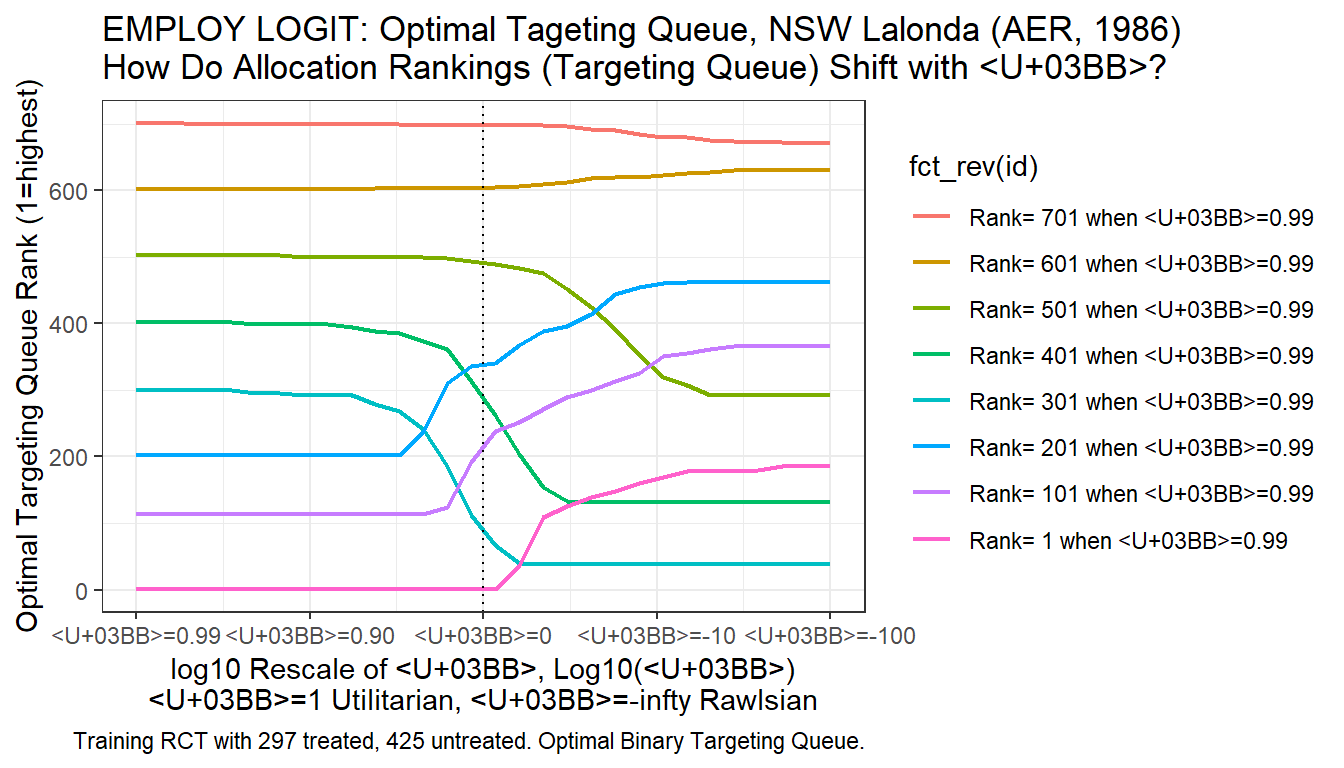 EMPLOY LOGIT: Optimal Tageting Queue, NSW Lalonda (AER, 1986)
How Do Allocation Rankings (Targeting Queue) Shift with <U+03BB>?
Optimal Targeting Queue Rank (1=highest)
600
400
200
0
<U+03BB>=0.99 <U+03BB>=0.90 <U+03BB>=0 <U+03BB>=-10 <U+03BB>=-100
log10 Rescale of <U+03BB>, Log10(<U+03BB>)
<U+03BB>=1 Utilitarian, <U+03BB>=-infty Rawlsian
Training RCT with 297 treated, 425 untreated. Optimal Binary Targeting Queue.
fct_rev(id)
Rank= 701 when <U+03BB>=0.99
Rank= 601 when <U+03BB>=0.99
Rank= 501 when <U+03BB>=0.99
Rank= 401 when <U+03BB>=0.99
Rank= 301 when <U+03BB>=0.99
Rank= 201 when <U+03BB>=0.99
Rank= 101 when <U+03BB>=0.99
Rank= 1 when <U+03BB>=0.99